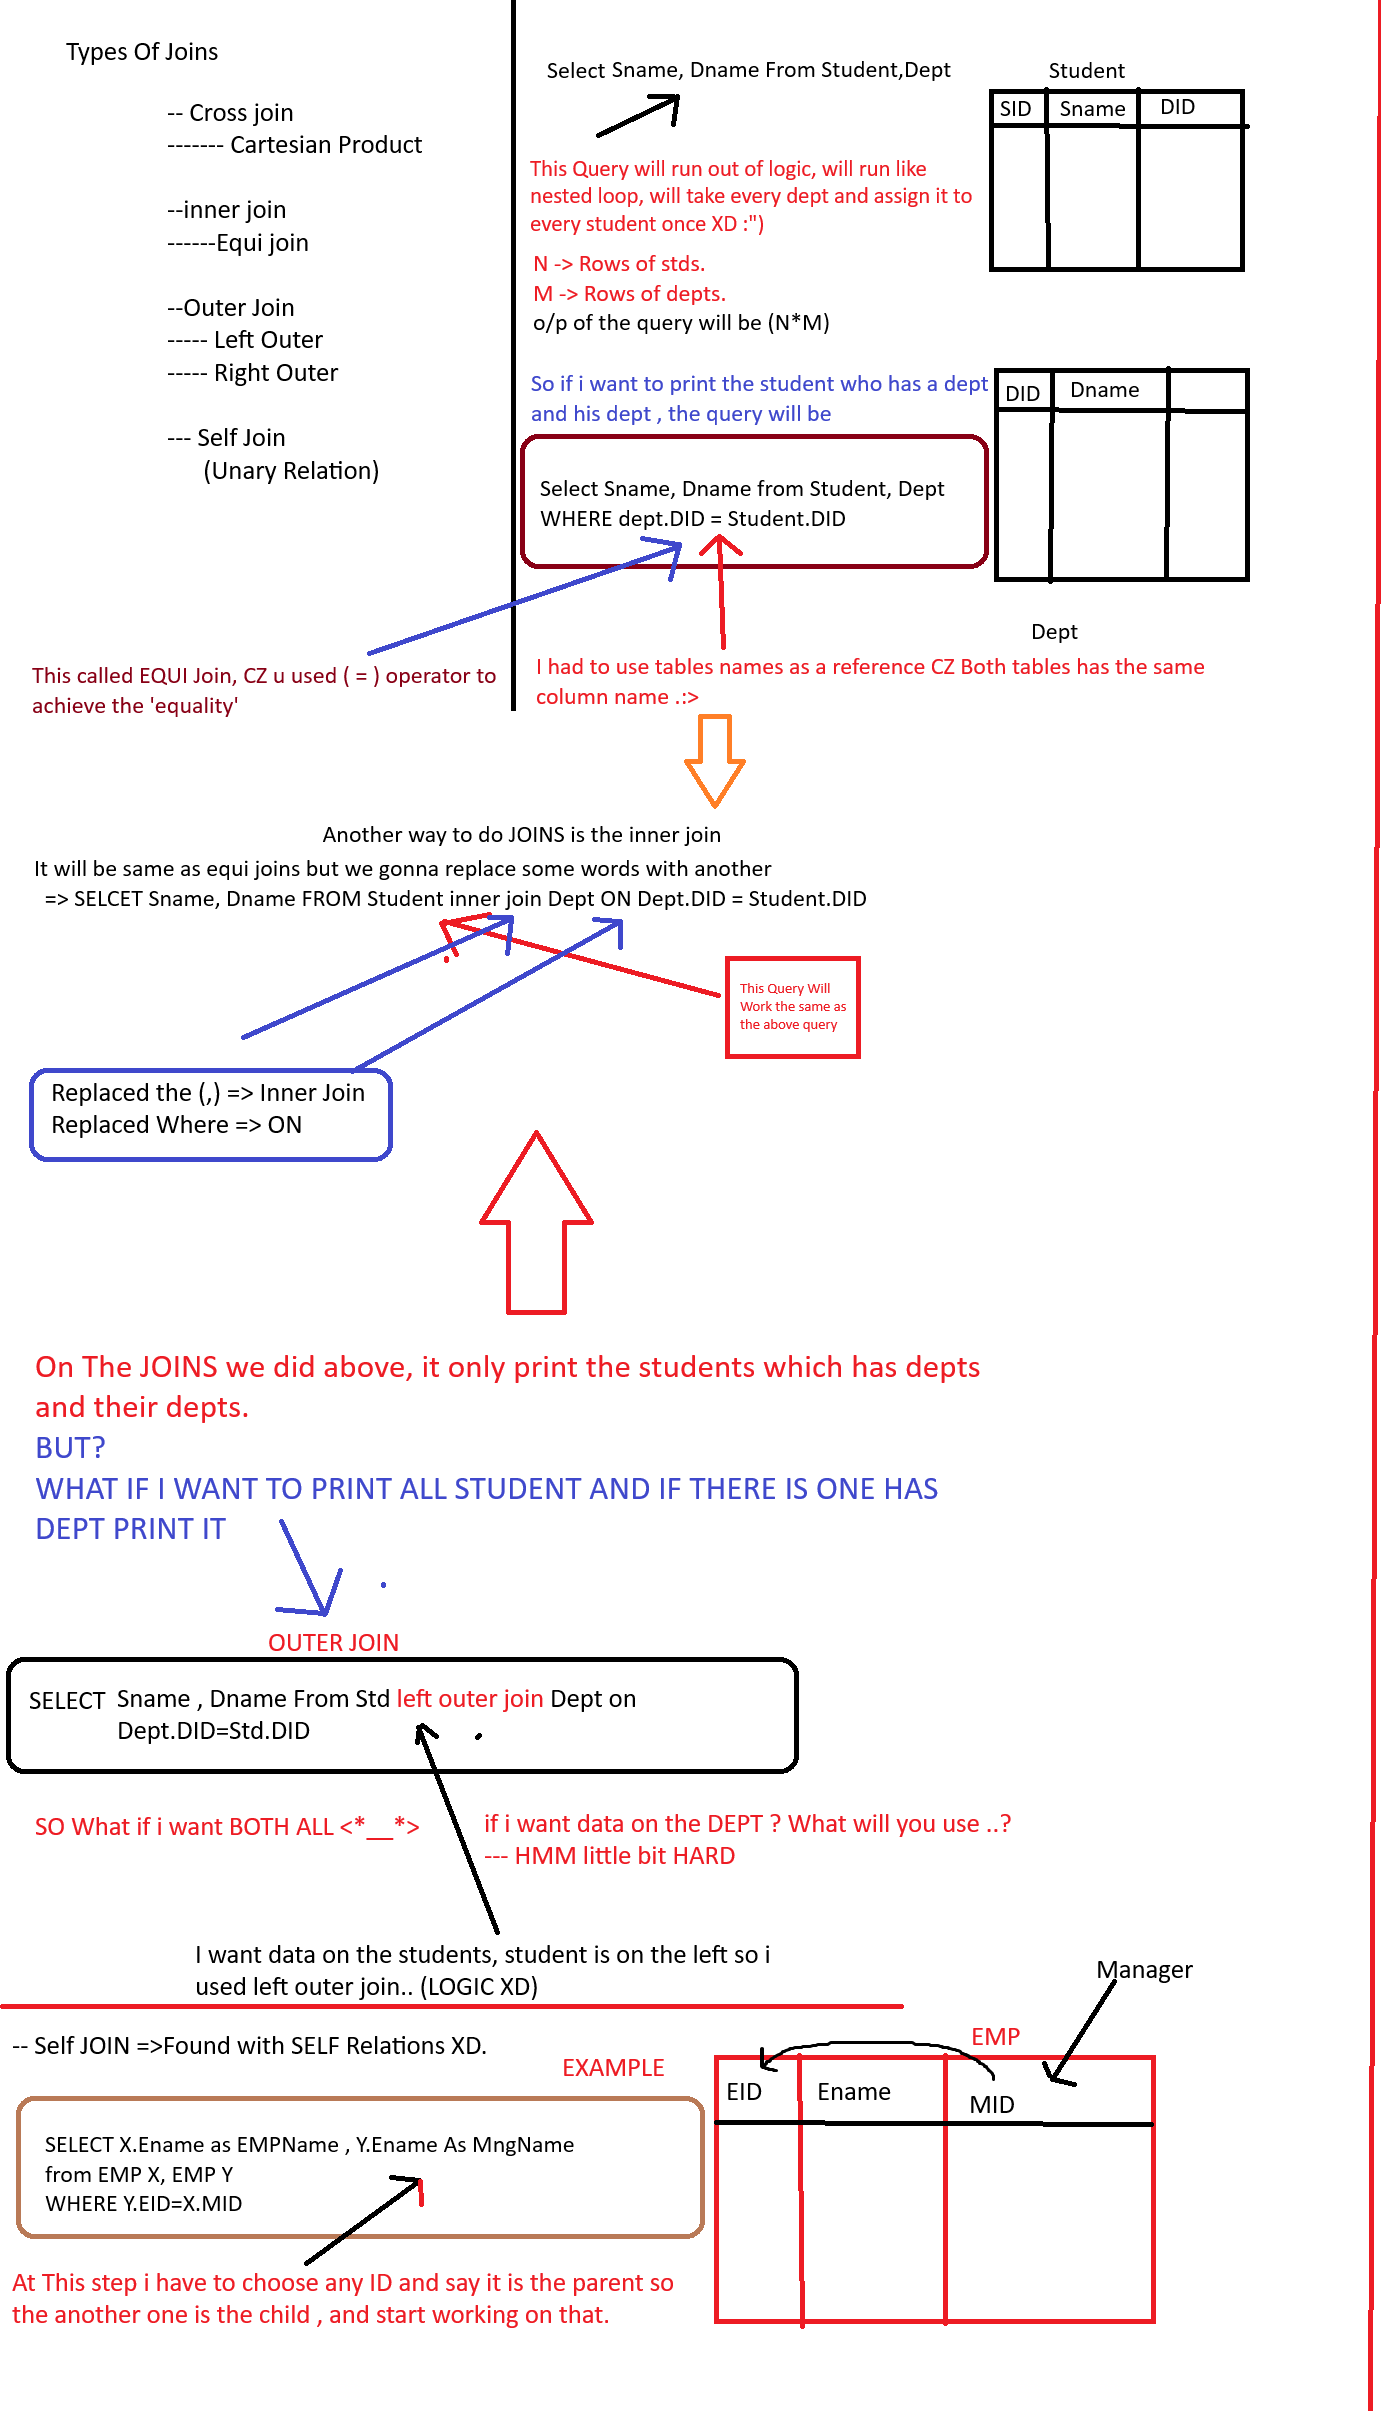 Types Of Joins
-- Cross join
------- Cartesian Product
--inner join
------Equi join
--Outer Join
----- Left Outer
----- Right Outer
--- Self Join
(Unary Relation)
Select Sname, Dname From Student,Dept
This Query will run out of logic, will run like
nested loop, will take every dept and assign it to
every student once XD :")
N -> Rows of stds.
M -> Rows of depts.
o/p of the query will be (N*M)
So if i want to print the student who has a dept
and his dept , the query will be
Select Sname, Dname from Student, Dept
WHERE dept.DID = Student.DID
Student
SID Sname DID
DID Dname
Dept
This called EQUI Join, CZ u used ( = ) operator to
achieve the 'equality'
I had to use tables names as a reference CZ Both tables has the same
column name .:>
Another way to do JOINS is the inner join
It will be same as equi joins but we gonna replace some words with another
=> SELCET Sname, Dname FROM Student inner join Dept ON Dept.DID = Student.DID
This Query Will
Work the same as
the above query
Replaced the (,) => Inner Join
Replaced Where => ON
On The JOINS we did above, it only print the students which has depts
and their depts.
BUT?
WHAT IF I WANT TO PRINT ALL STUDENT AND IF THERE IS ONE HAS
DEPT PRINT IT
OUTER JOIN
SELECT Sname , Dname From Std left outer join Dept on
Dept.DID=Std.DID
SO What if i want BOTH ALL <*__*>
if i want data on the DEPT ? What will you use ..?
--- HMM little bit HARD
I want data on the students, student is on the left so i
used left outer join.. (LOGIC XD)
-- Self JOIN =>Found with SELF Relations XD.
EXAMPLE
Manager
EMP
EID Ename MID
SELECT X.Ename as EMPName , Y.Ename As MngName
from EMP X, EMP Y
WHERE Y.EID=X.MID
At This step i have to choose any ID and say it is the parent so
the another one is the child , and start working on that.